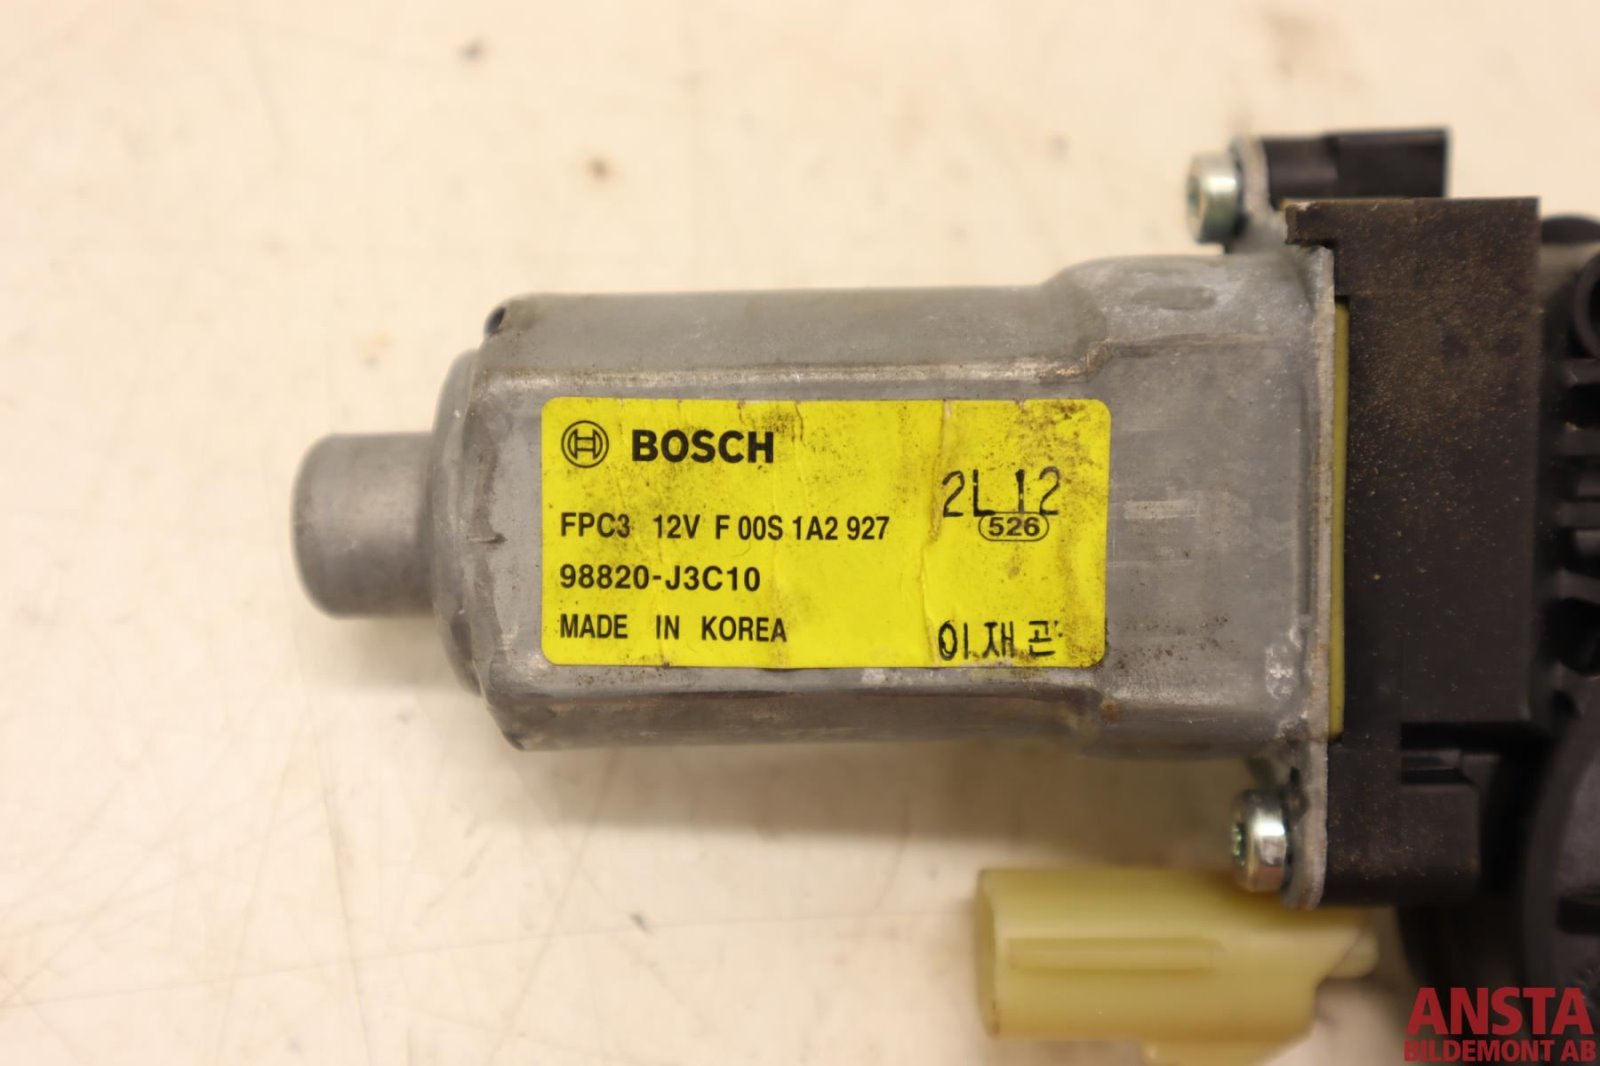 BOSCH
2L12
FPC3 12V F 00S 1A2 927
526
98820-J3C10
MADE IN KOREA
이재곤
ANSTA
BILDEMONT AB